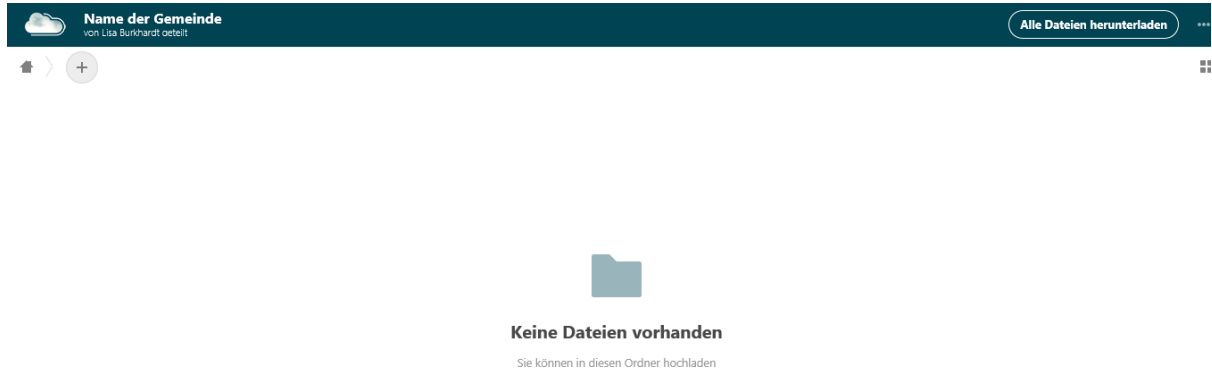 Name der Gemeinde
von Lisa Burkhardt geteilt
Alle Dateien herunterladen
Keine Dateien vorhanden
Sie können in diesen Ordner hochladen